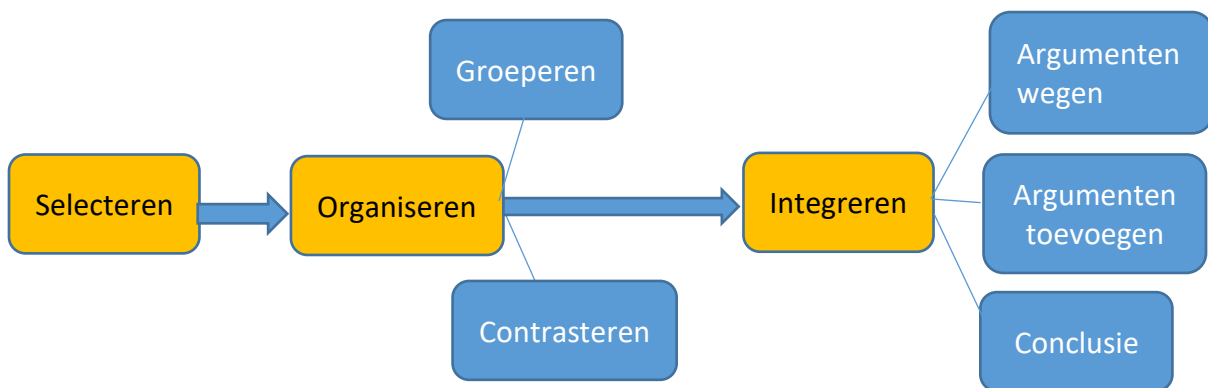 Selecteren
Organiseren
Groeperen
Contrasteren
Integreren
Argumenten
wegen
Argumenten
toevoegen
Conclusie